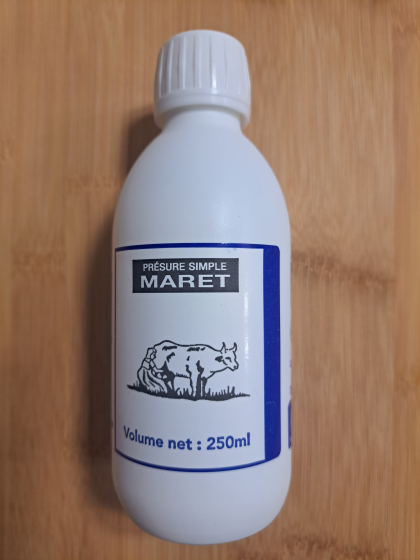 PRÉSURE SIMPLE
MARET
Volume net : 250ml